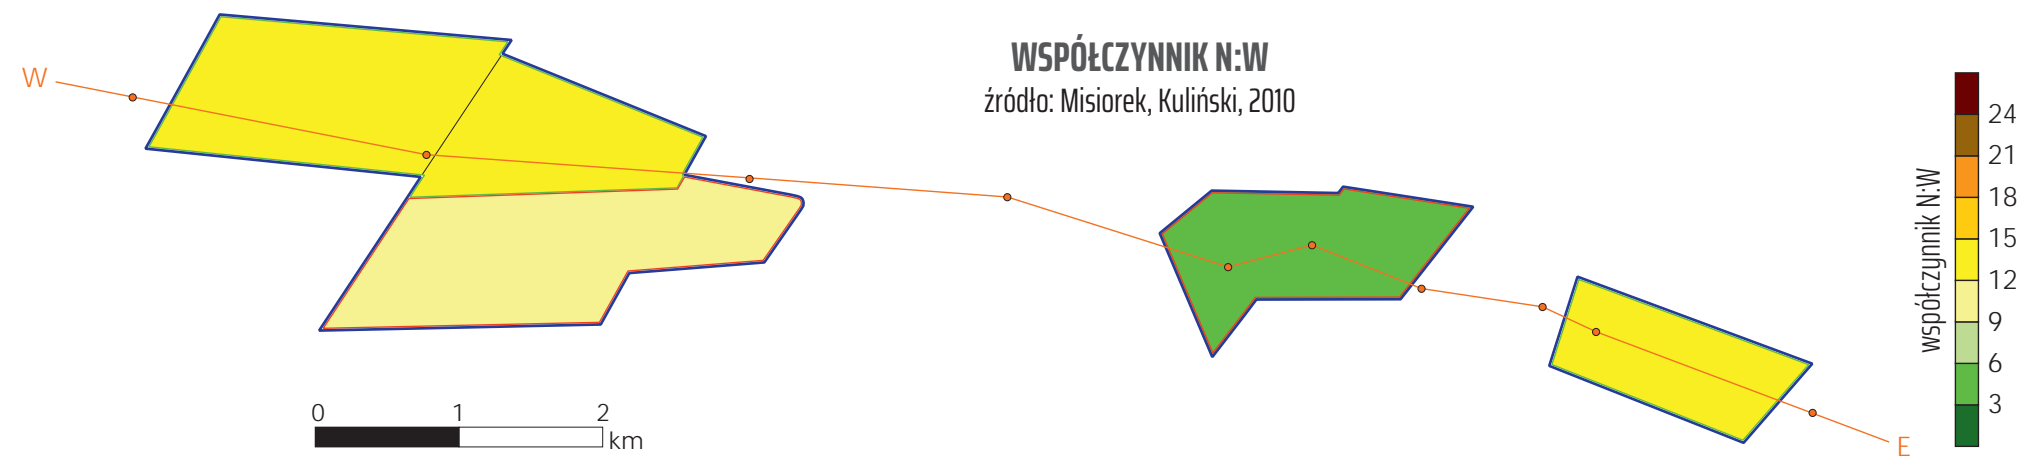 WSPÓŁCZYNNIK N:W
źródło: Misiorek, Kuliński, 2010
W
E
0 1 2
km
współczynnik N:W
24
21
18
15
12
9
6
3